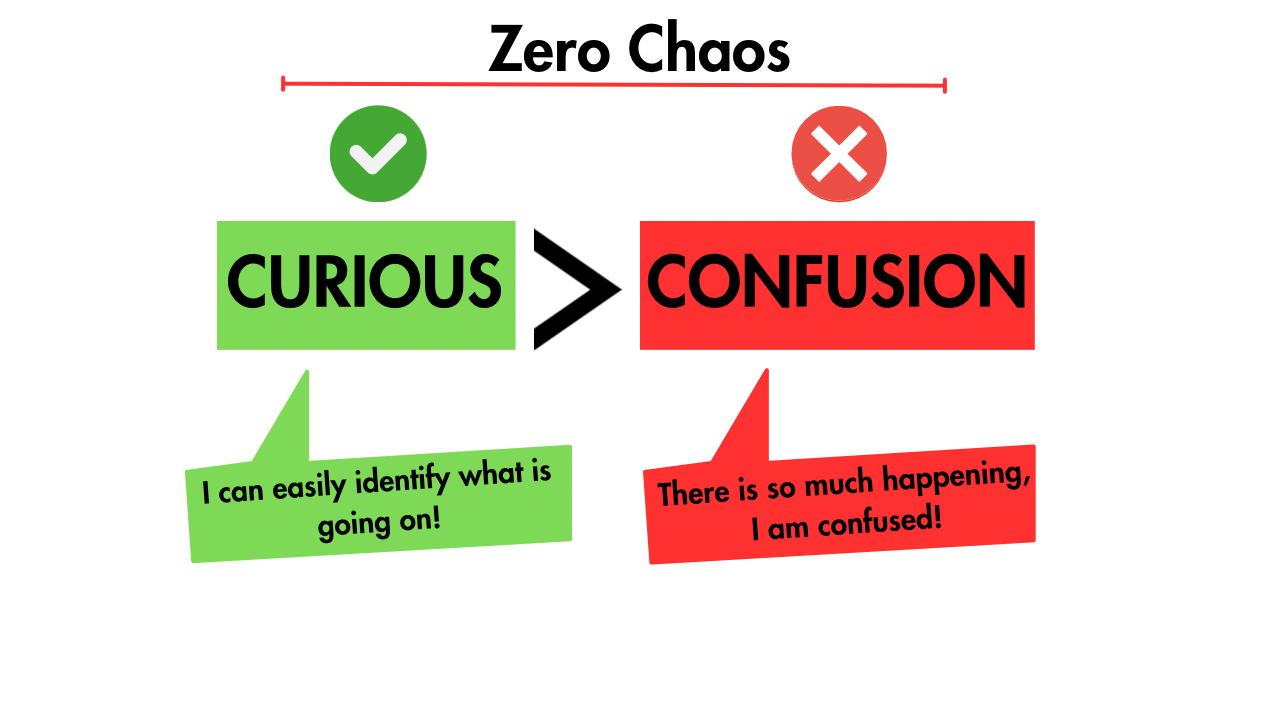 Zero Chaos
CURIOUS > CONFUSION
I can easily identify what is
going on!
There is so much happening,
I am confused!